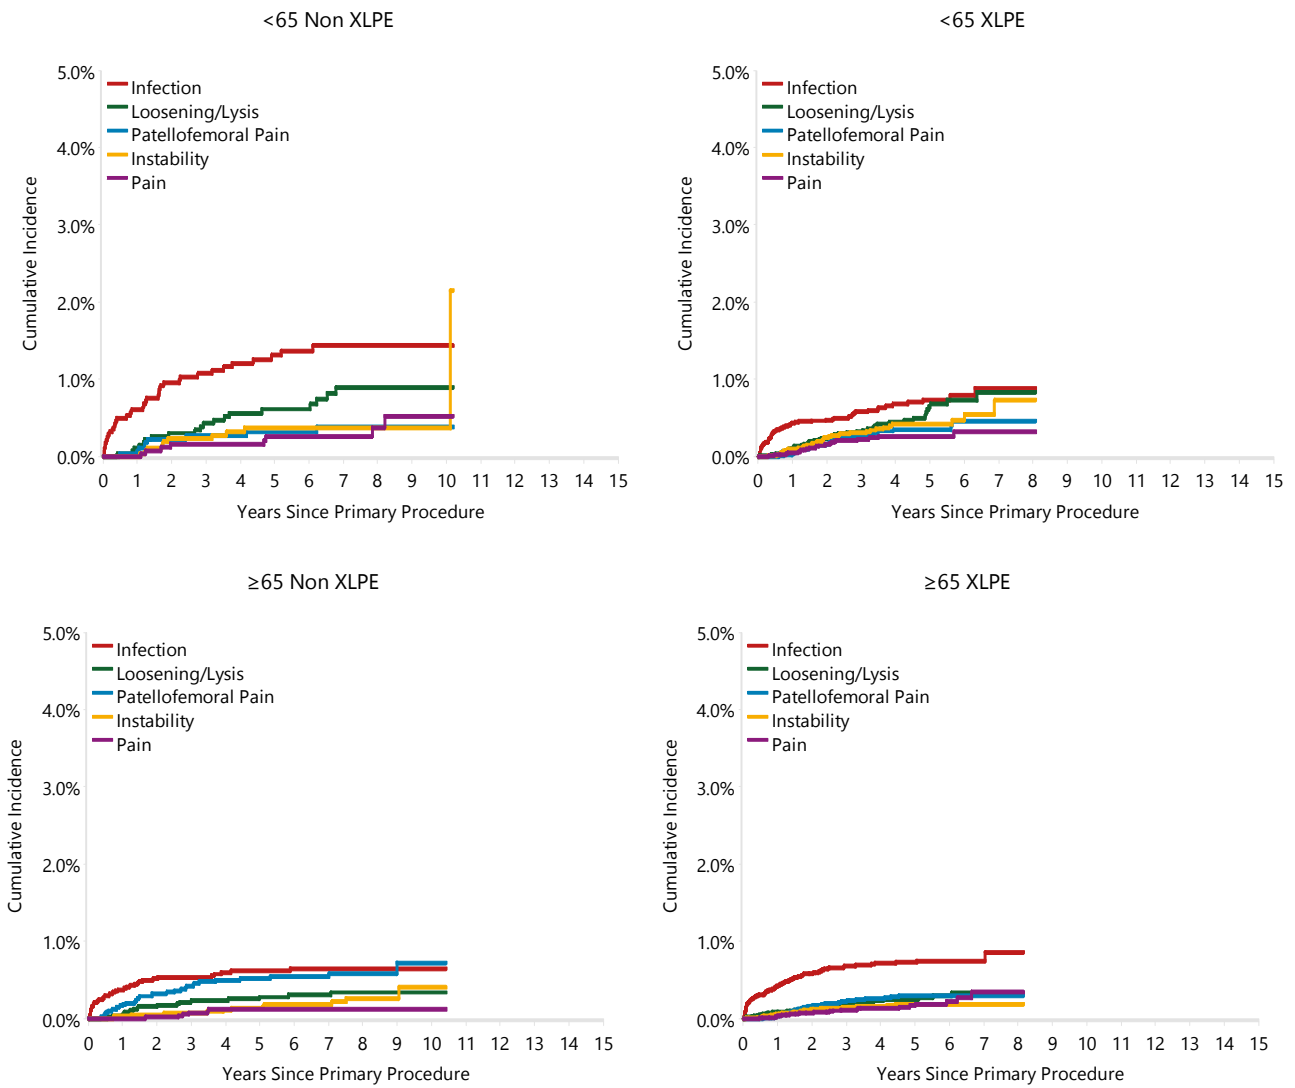 <65 Non XLPE
5.0%
4.0%
3.0%
2.0%
1.0%
0.0%
Cumulative Incidence
Infection
Loosening/Lysis
Patellofemoral Pain
Instability
Pain
0 1 2 3 4 5 6 7 8 9 10 11 12 13 14 15
Years Since Primary Procedure
<65 XLPE
5.0%
4.0%
3.0%
2.0%
1.0%
0.0%
Cumulative Incidence
Infection
Loosening/Lysis
Patellofemoral Pain
Instability
Pain
0 1 2 3 4 5 6 7 8 9 10 11 12 13 14 15
Years Since Primary Procedure
≥65 Non XLPE
5.0%
4.0%
3.0%
2.0%
1.0%
0.0%
Cumulative Incidence
Infection
Loosening/Lysis
Patellofemoral Pain
Instability
Pain
0 1 2 3 4 5 6 7 8 9 10 11 12 13 14 15
Years Since Primary Procedure
≥65 XLPE
5.0%
4.0%
3.0%
2.0%
1.0%
0.0%
Cumulative Incidence
Infection
Loosening/Lysis
Patellofemoral Pain
Instability
Pain
0 1 2 3 4 5 6 7 8 9 10 11 12 13 14 15
Years Since Primary Procedure